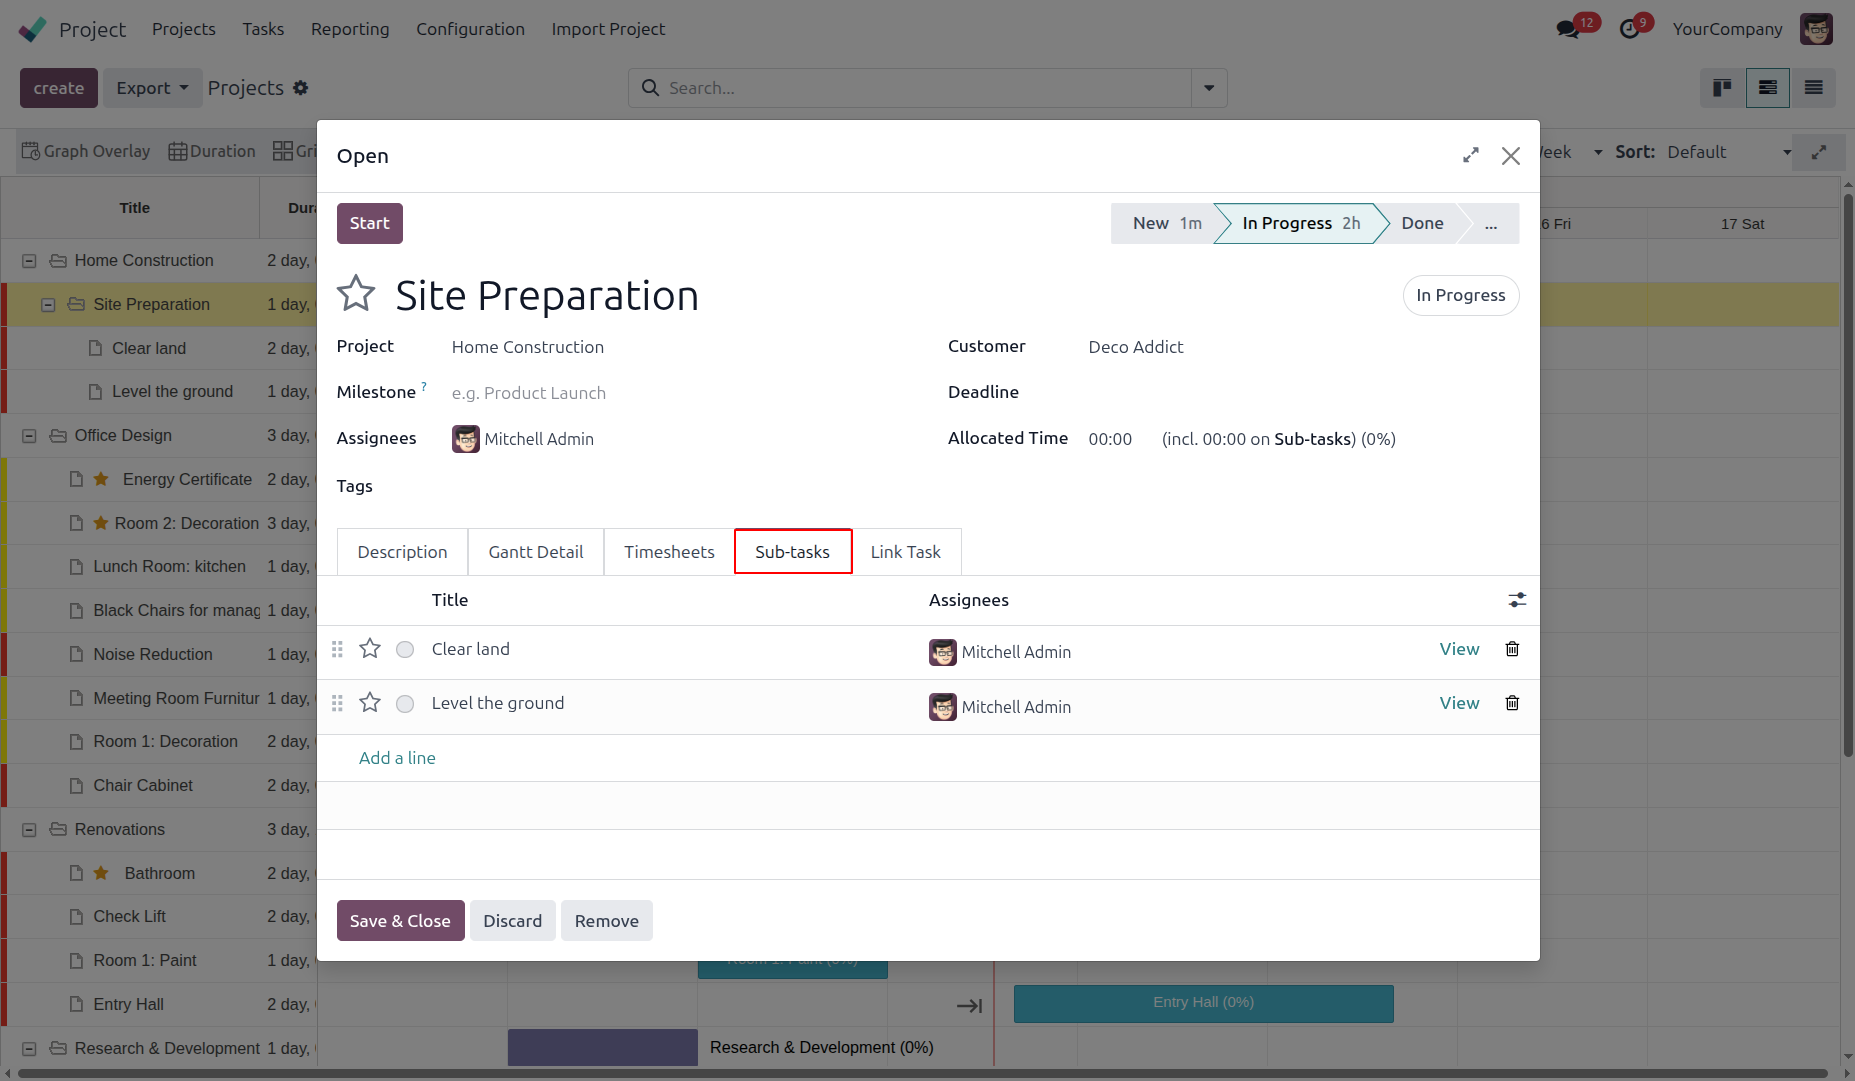 Project Projects Tasks Reporting Configuration Import Project 12 9 YourCompany
create Export Projects Search...
Graph Overlay Duration Sort: Default
Title
6 Fri 17 Sat
Home Construction 2 day,
Site Preparation 1 day,
Clear land 2 day,
Level the ground 1 day,
Office Design 3 day,
Energy Certificate 2 day,
Room 2: Decoration 3 day,
Lunch Room: kitchen 1 day,
Black Chairs for manag 1 day,
Noise Reduction 1 day,
Meeting Room Furnitur 1 day,
Room 1: Decoration 2 day,
Chair Cabinet 2 day,
Renovations 3 day,
Bathroom 2 day,
Check Lift 2 day,
Room 1: Paint 1 day,
Entry Hall 2 day,
Research & Development 1 day,
Open
Start New 1m In Progress 2h Done ...
Site Preparation In Progress
Project Home Construction Customer Deco Addict
Milestone ? e.g. Product Launch Deadline
Assignees Mitchell Admin Allocated Time 00:00 (incl. 00:00 on Sub-tasks) (0%)
Tags
Description Gantt Detail Timesheets Sub-tasks Link Task
Title Assignees
Clear land Mitchell Admin View
Level the ground Mitchell Admin View
Add a line
Save & Close Discard Remove
Entry Hall (0%)
Research & Development (0%)